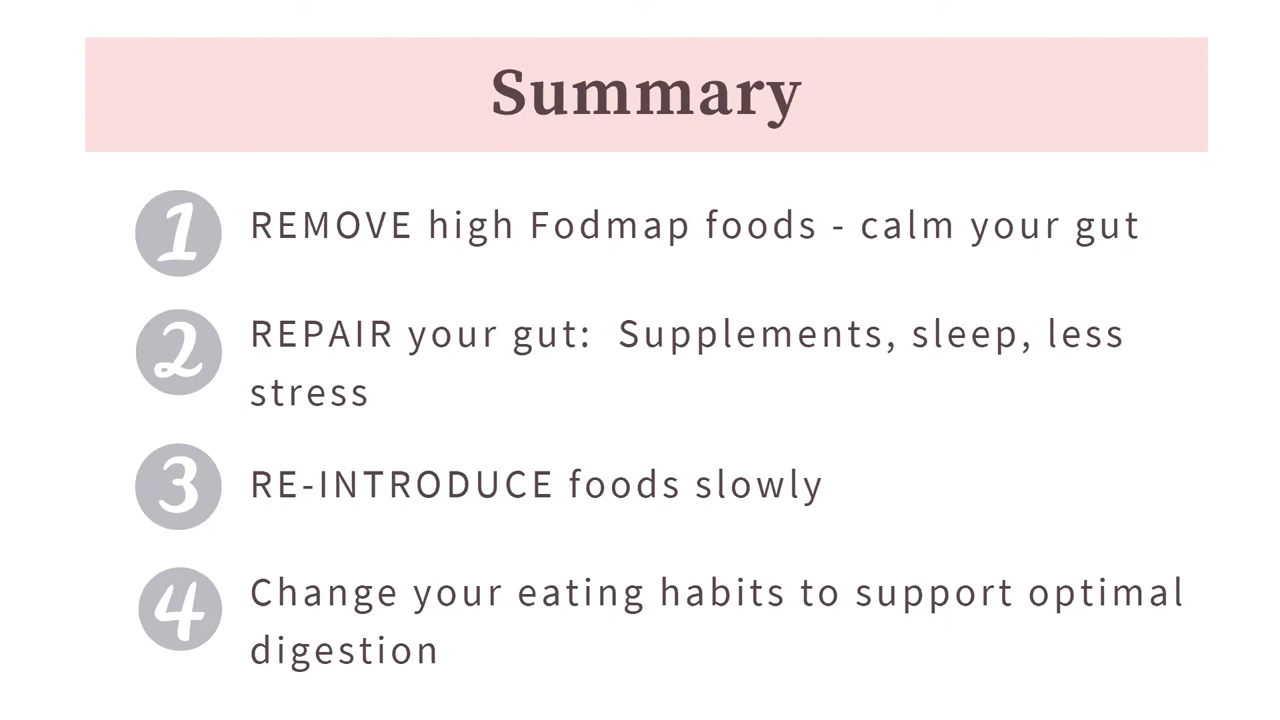 Summary
1 REMOVE high Fodmap foods - calm your gut
2 REPAIR your gut:  Supplements, sleep, less
stress
3 RE-INTRODUCE foods slowly
4 Change your eating habits to support optimal
digestion